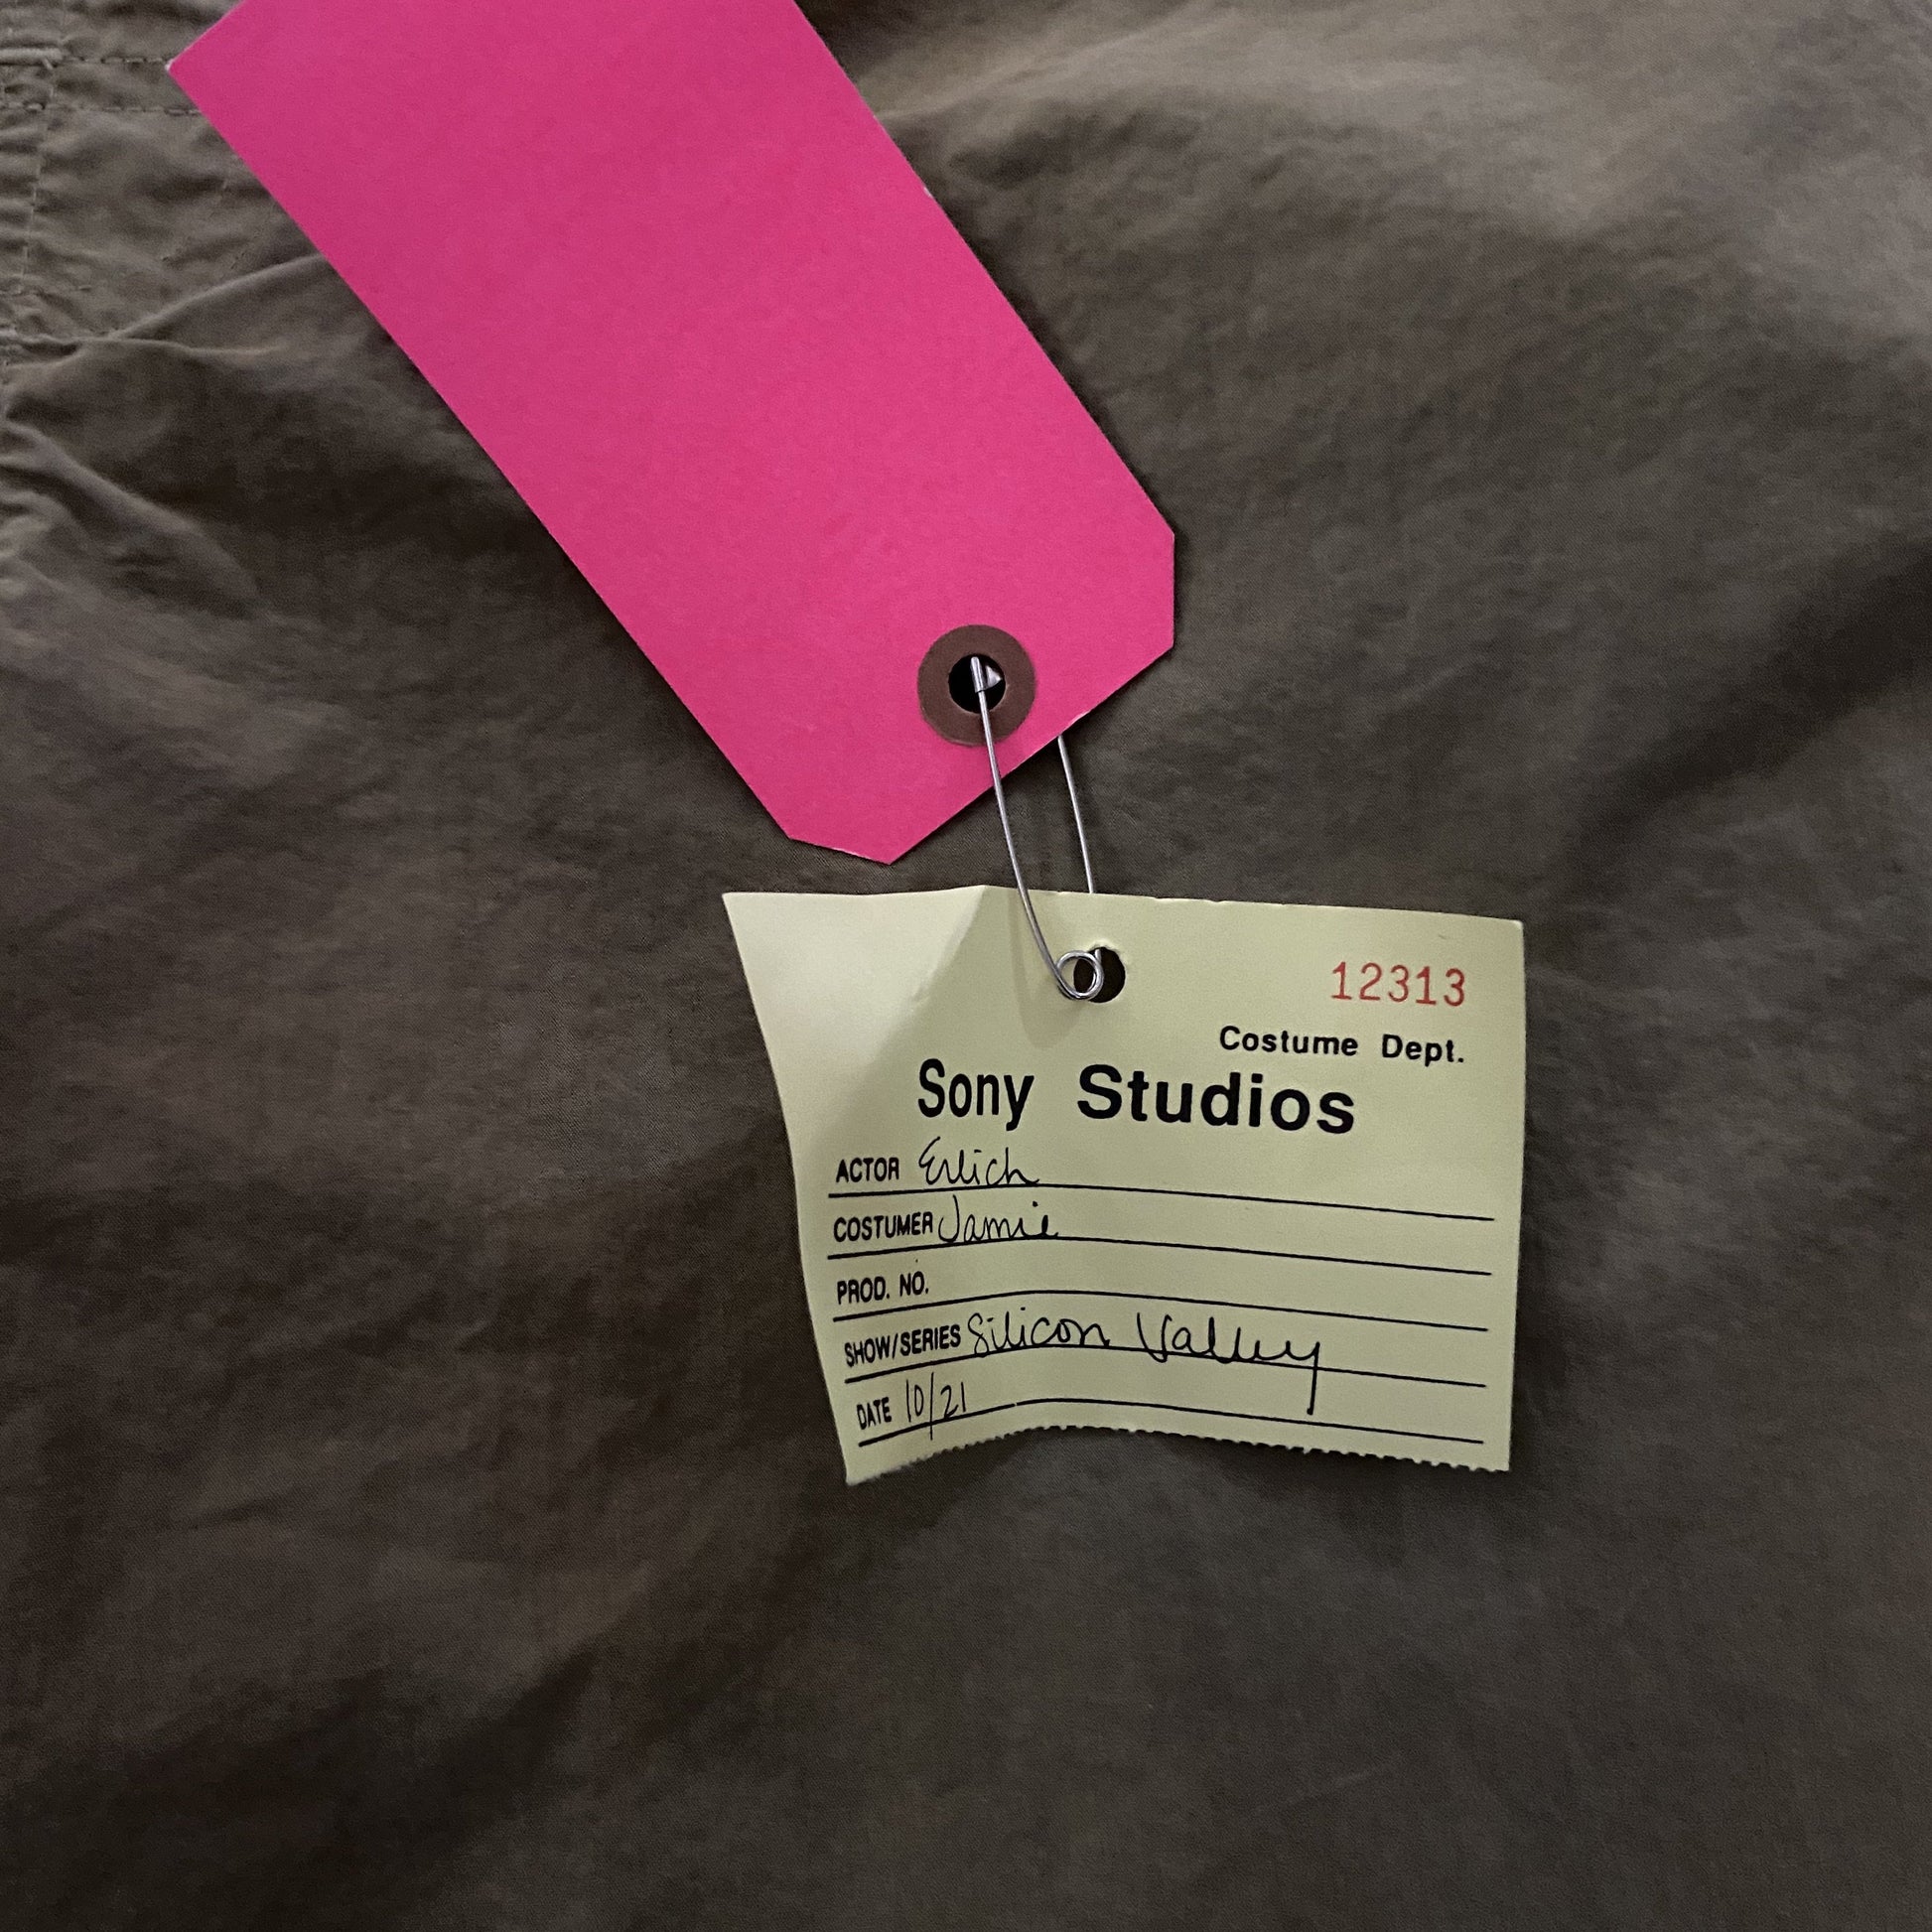 12313
Costume Dept.
Sony Studios
ACTOR Erlich
COSTUMER Jamie
PROD. NO.
SHOW/SERIES Silicon Valley
DATE 10/21